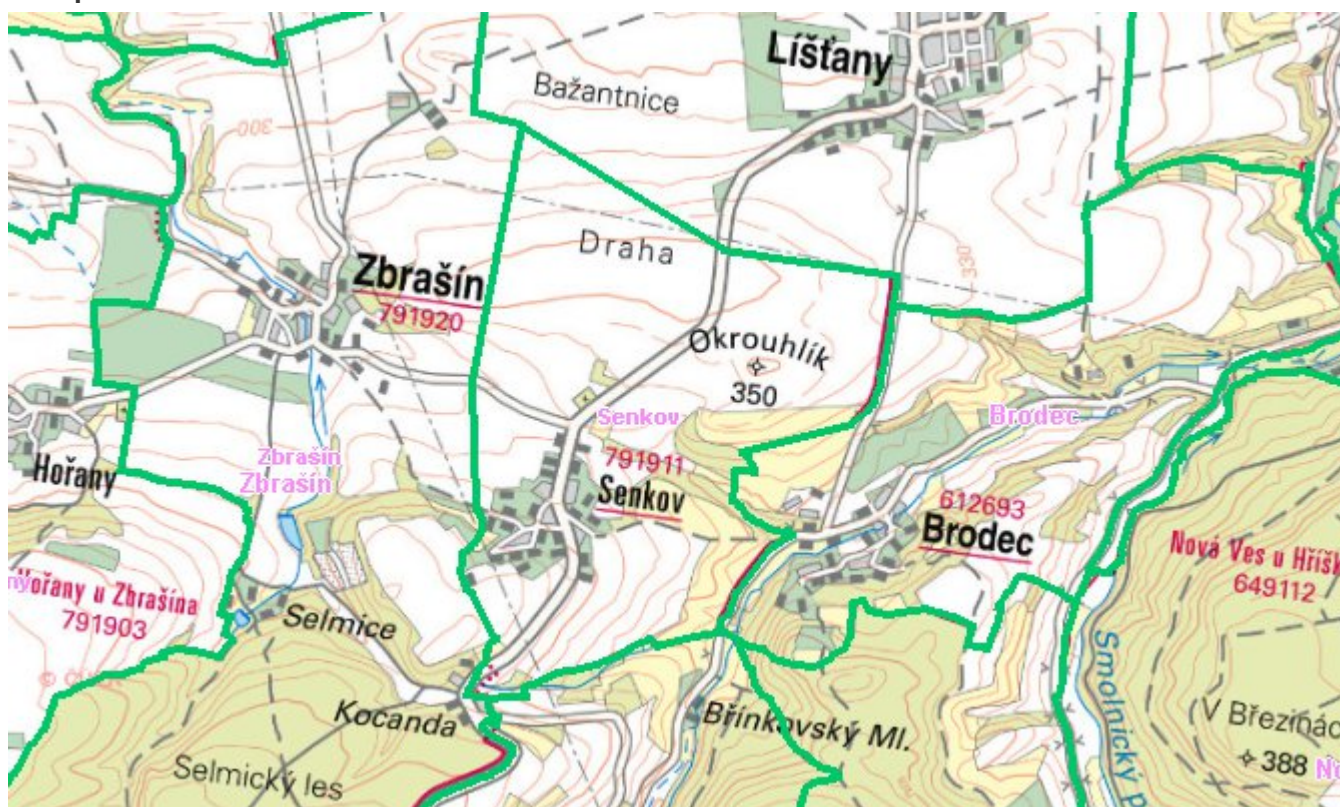 Líšťany
Bažantnice
300
Draha
Zbrašín
791920
330
Okrouhlík
350
Senkov
Brodec
Zbrašín
Zbrašín
791911
Hořany
Senkov
612693
Brodec
Nová Ves u Hříšk
649112
Hořany u Zbrašína
791903
Selmice
Kocanda
Břínkovský Ml.
Smolnický p
V Březinác
388
Selmický les